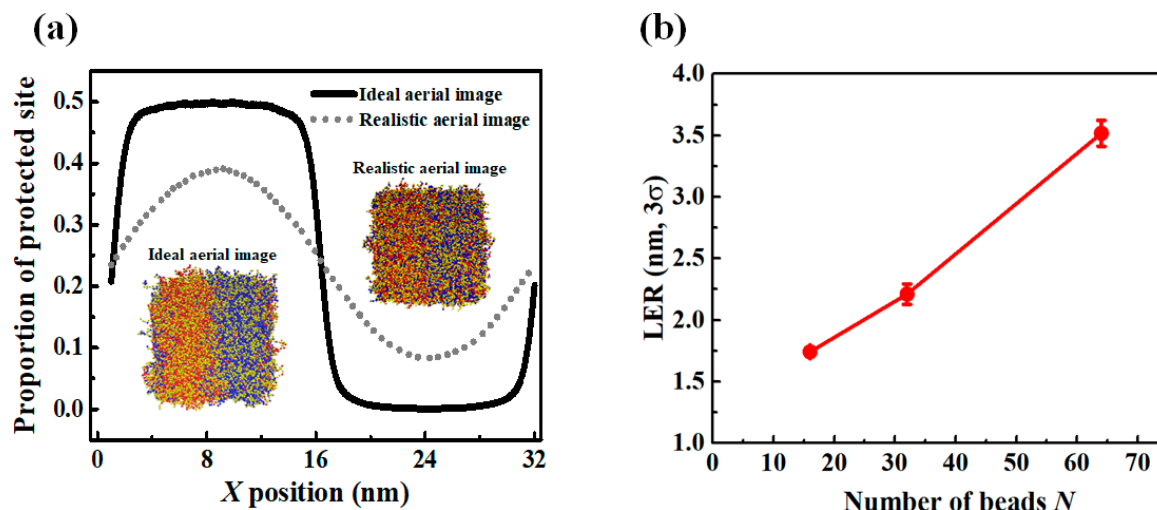 (a)
Proportion of protected site
0.5
0.4
0.3
0.2
0.1
0.0
Ideal aerial image
Realistic aerial image
Realistic aerial image
Ideal aerial image
0
8
16
24
32
X position (nm)
(b)
LER (nm, 3σ)
4.0
3.5
3.0
2.5
2.0
1.5
1.0
0
10
20
30
40
50
60
70
Number of beads N